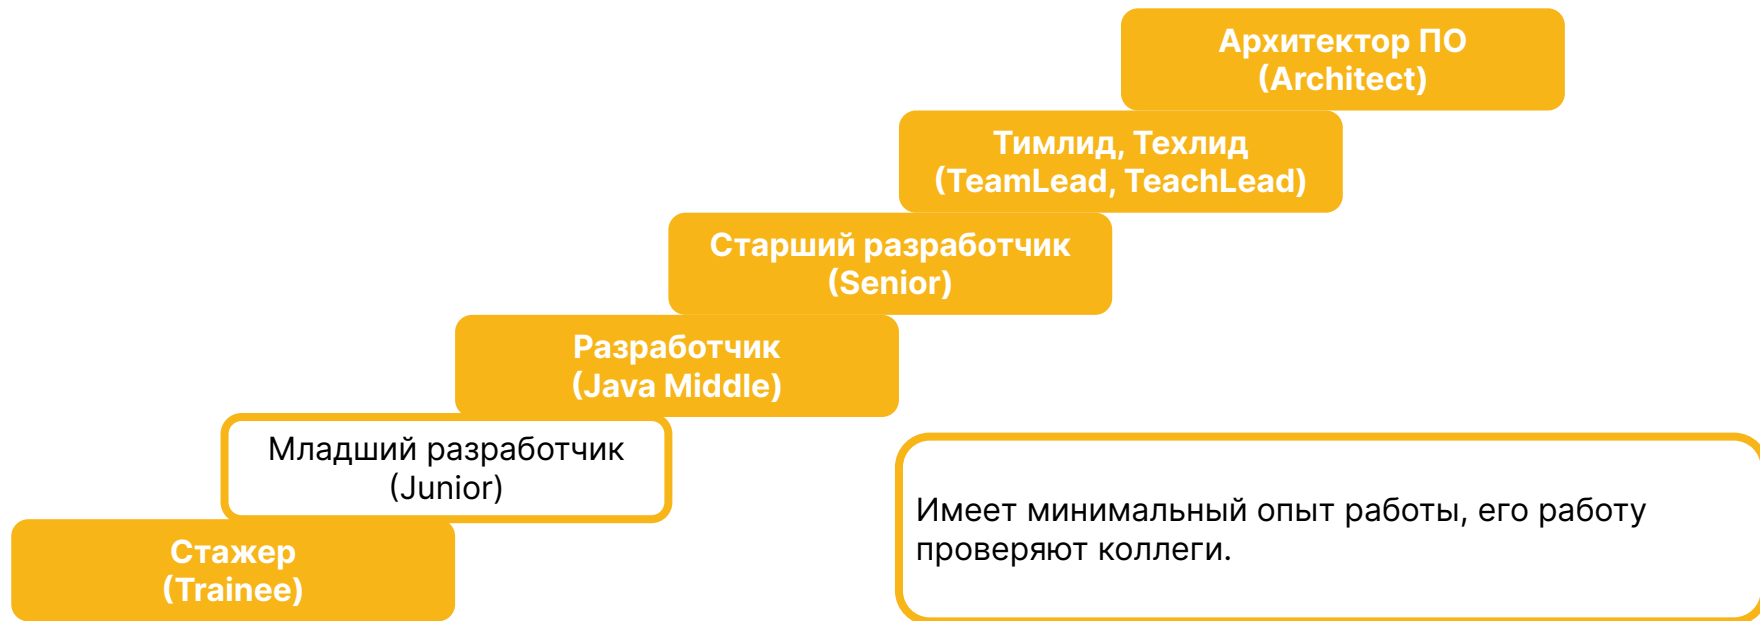 Архитектор ПО
(Architect)
Тимлид, Техлид
(TeamLead, TeachLead)
Старший разработчик
(Senior)
Разработчик
(Java Middle)
Младший разработчик
(Junior)
Имеет минимальный опыт работы, его работу
проверяют коллеги.
Стажер
(Trainee)